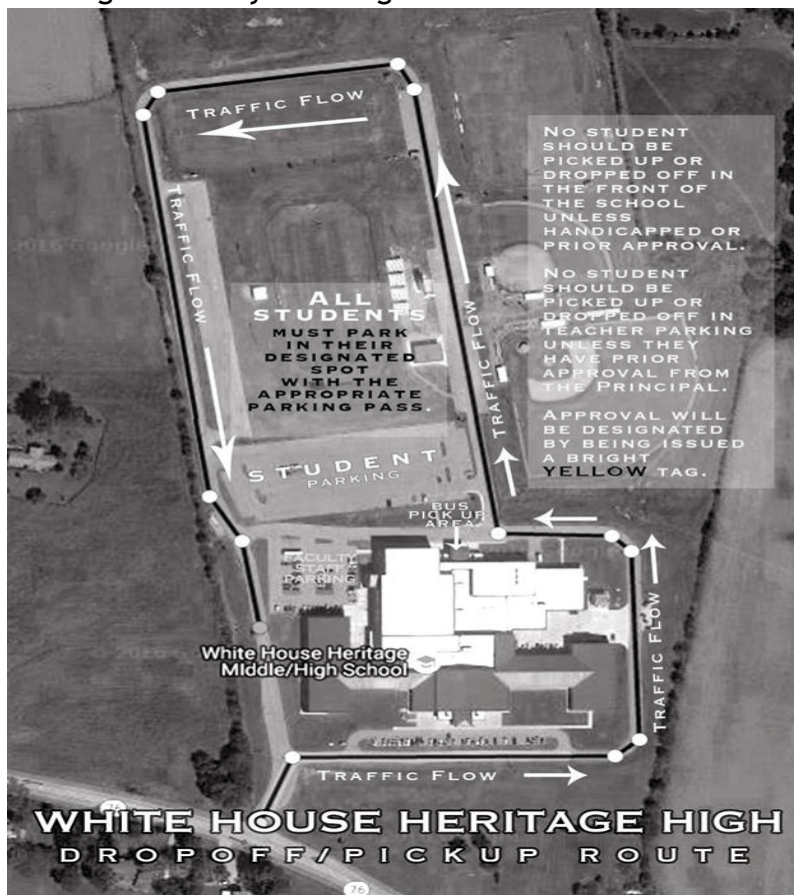 TRAFFIC FLOW
TRAFFIC FLOW
NO STUDENT
SHOULD BE
PICKED UP OR
DROPPED OFF IN
THE FRONT OF
THE SCHOOL
UNLESS
HANDICAPPED OR
PRIOR APPROVAL.
NO STUDENT
SHOULD BE
PICKED UP OR
DROPPED OFF IN
TEACHER PARKING
UNLESS THEY
HAVE PRIOR
APPROVAL FROM
THE PRINCIPAL.
APPROVAL WILL
BE DESIGNATED
BY BEING ISSUED
A BRIGHT
YELLOW TAG.
ALL
STUDENTS
MUST PARK
IN THEIR
DESIGNATED
SPOT
WITH THE
APPROPRIATE
PARKING PASS.
TRAFFIC FLOW
STUDENT
PARKING
BUS
PICK UP
AREA
FACULTY
STAFF
PARKING
TRAFFIC FLOW
White House Heritage
MIddle/High School
TRAFFIC FLOW
76
WHITE HOUSE HERITAGE HIGH
DROPOFF/PICKUP ROUTE
76